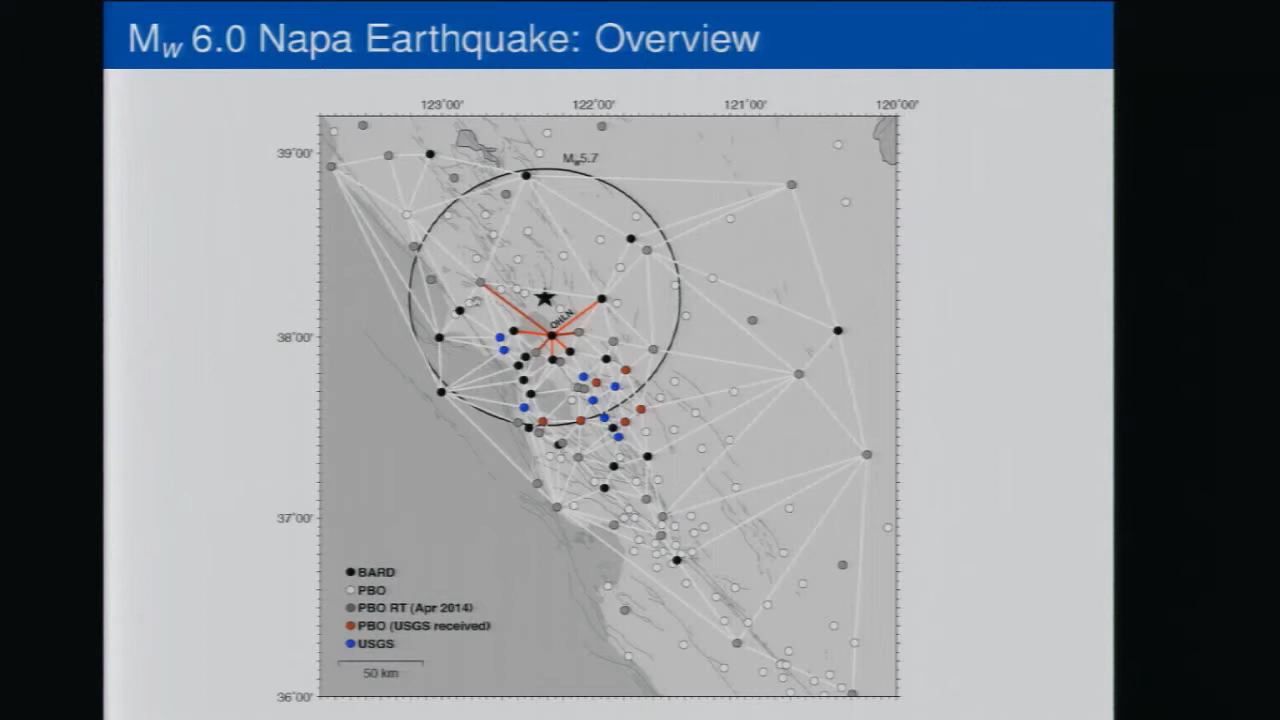 Mw 6.0 Napa Earthquake: Overview
123°00' 122°00' 121°00' 120°00'
39°00'
Mw5.7
OHLN
38°00'
37°00'
BARD
PBO
PBO RT (Apr 2014)
PBO (USGS received)
USGS
50 km
36°00'